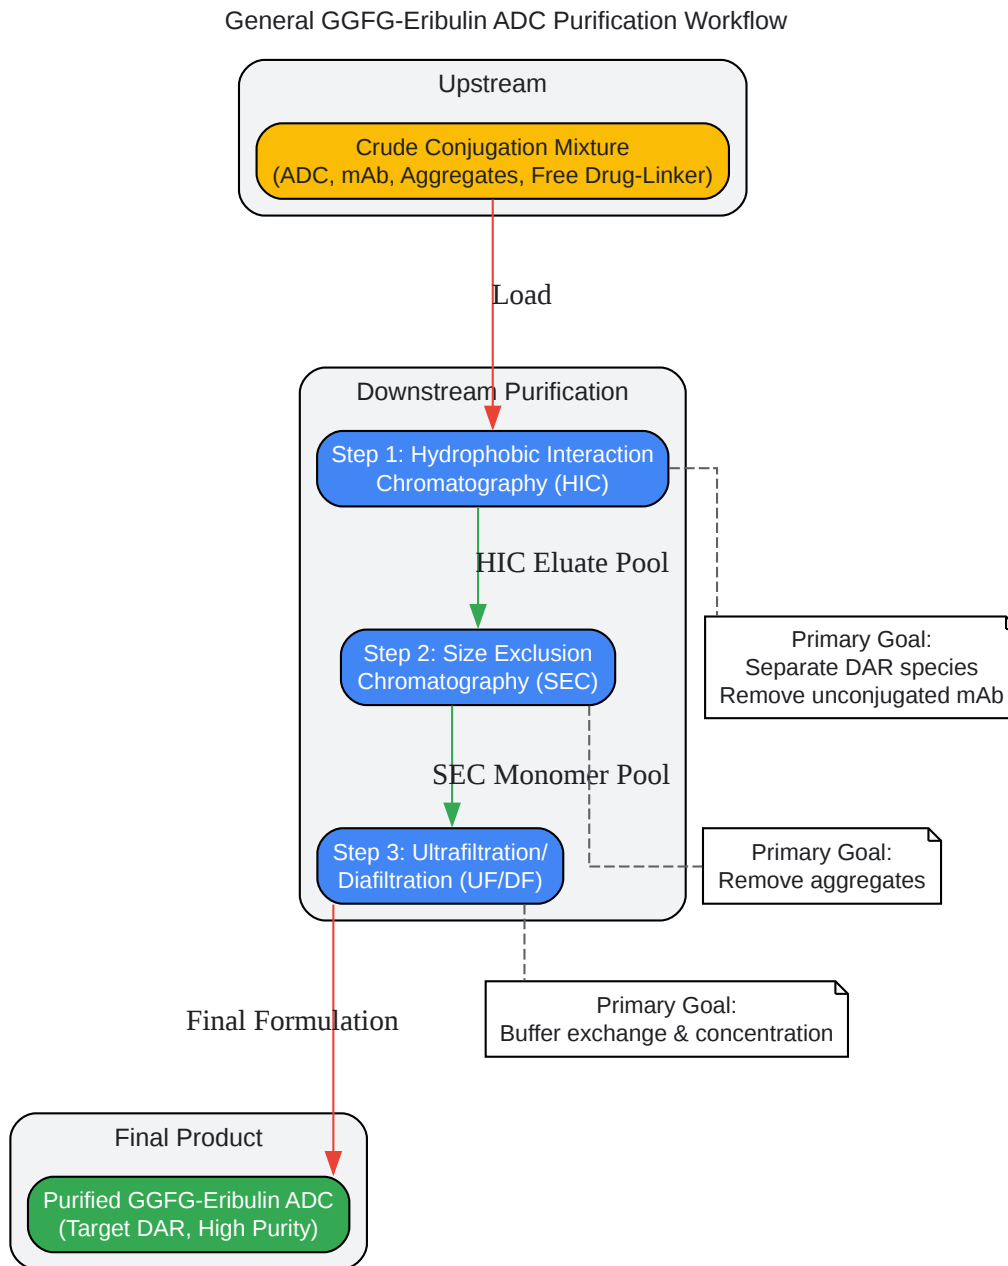 General GGFG-Eribulin ADC Purification Workflow
Upstream
Crude Conjugation Mixture
(ADC, mAb, Aggregates, Free Drug-Linker)
Load
Downstream Purification
Step 1: Hydrophobic Interaction
Chromatography (HIC)
HIC Eluate Pool
Primary Goal:
Separate DAR species
Remove unconjugated mAb
Step 2: Size Exclusion
Chromatography (SEC)
SEC Monomer Pool
Primary Goal:
Remove aggregates
Step 3: Ultrafiltration/
Diafiltration (UF/DF)
Primary Goal:
Buffer exchange & concentration
Final Formulation
Final Product
Purified GGFG-Eribulin ADC
(Target DAR, High Purity)